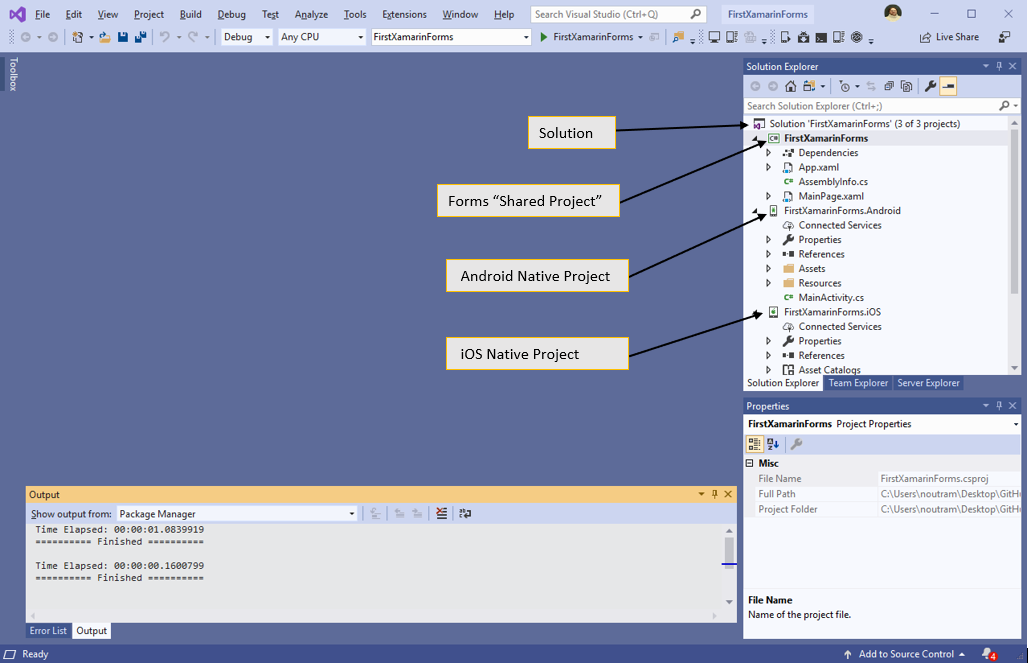 File Edit View Project Build Debug Test Analyze Tools Extensions Window Help Search Visual Studio (Ctrl+Q) FirstXamarinForms
Debug Any CPU FirstXamarinForms FirstXamarinForms Live Share
Toolbox
Solution
Forms “Shared Project”
Android Native Project
iOS Native Project
Solution Explorer
Search Solution Explorer (Ctrl+;)
Solution 'FirstXamarinForms' (3 of 3 projects)
FirstXamarinForms
Dependencies
App.xaml
AssemblyInfo.cs
MainPage.xaml
FirstXamarinForms.Android
Connected Services
Properties
References
Assets
Resources
MainActivity.cs
FirstXamarinForms.iOS
Connected Services
Properties
References
Asset Catalogs
Solution Explorer Team Explorer Server Explorer
Properties
FirstXamarinForms Project Properties
Misc
File Name FirstXamarinForms.csproj
Full Path C:\Users\noutram\Desktop\GitH
Project Folder C:\Users\noutram\Desktop\GitH
File Name
Name of the project file.
Output
Show output from: Package Manager
Time Elapsed: 00:00:01.0839919
========== Finished ==========
Time Elapsed: 00:00:00.1600799
========== Finished ==========
Error List Output
Ready Add to Source Control 4